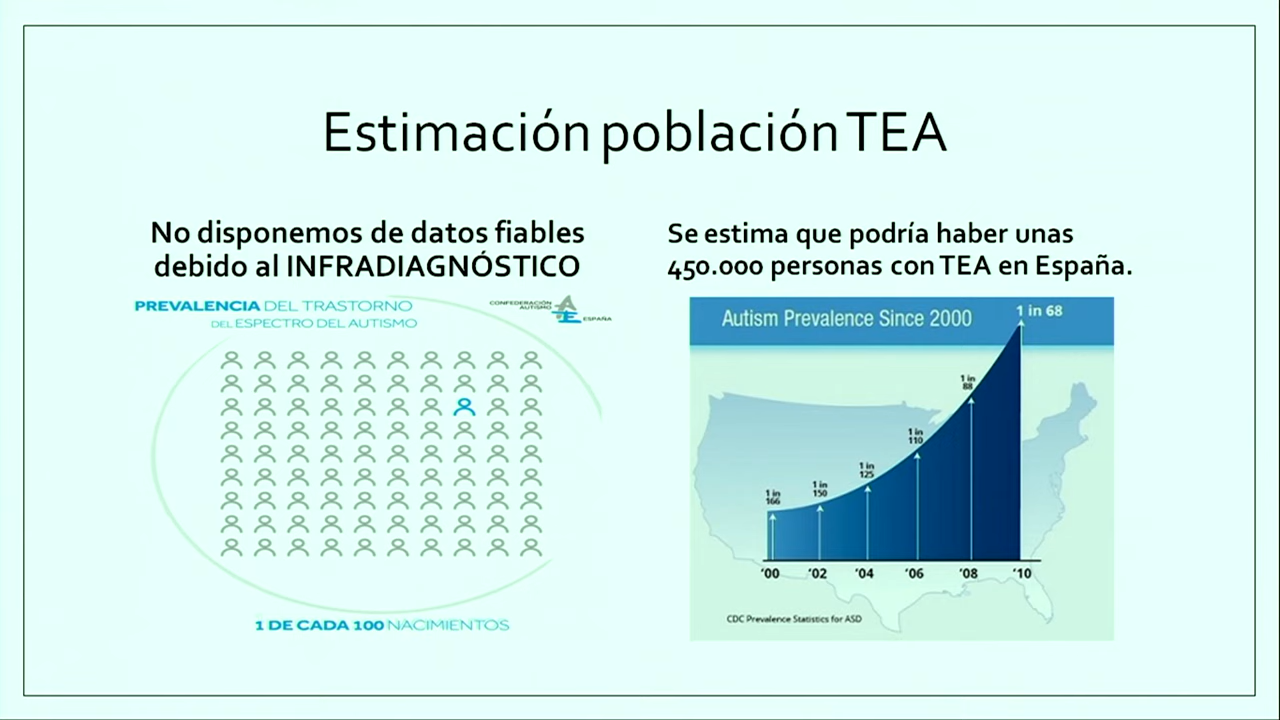 Estimación población TEA
No disponemos de datos fiables
debido al INFRADIAGNÓSTICO
PREVALENCIA DEL TRASTORNO
DEL ESPECTRO DEL AUTISMO
CONFEDERACIÓN
AUTISMO
AE
ESPAÑA
1 DE CADA 100 NACIMIENTOS
Se estima que podría haber unas
450.000 personas con TEA en España.
Autism Prevalence Since 2000
1 in 68
1 in
88
1 in
110
1 in
125
1 in
150
1 in
166
'00 '02 '04 '06 '08 '10
CDC Prevalence Statistics for ASD